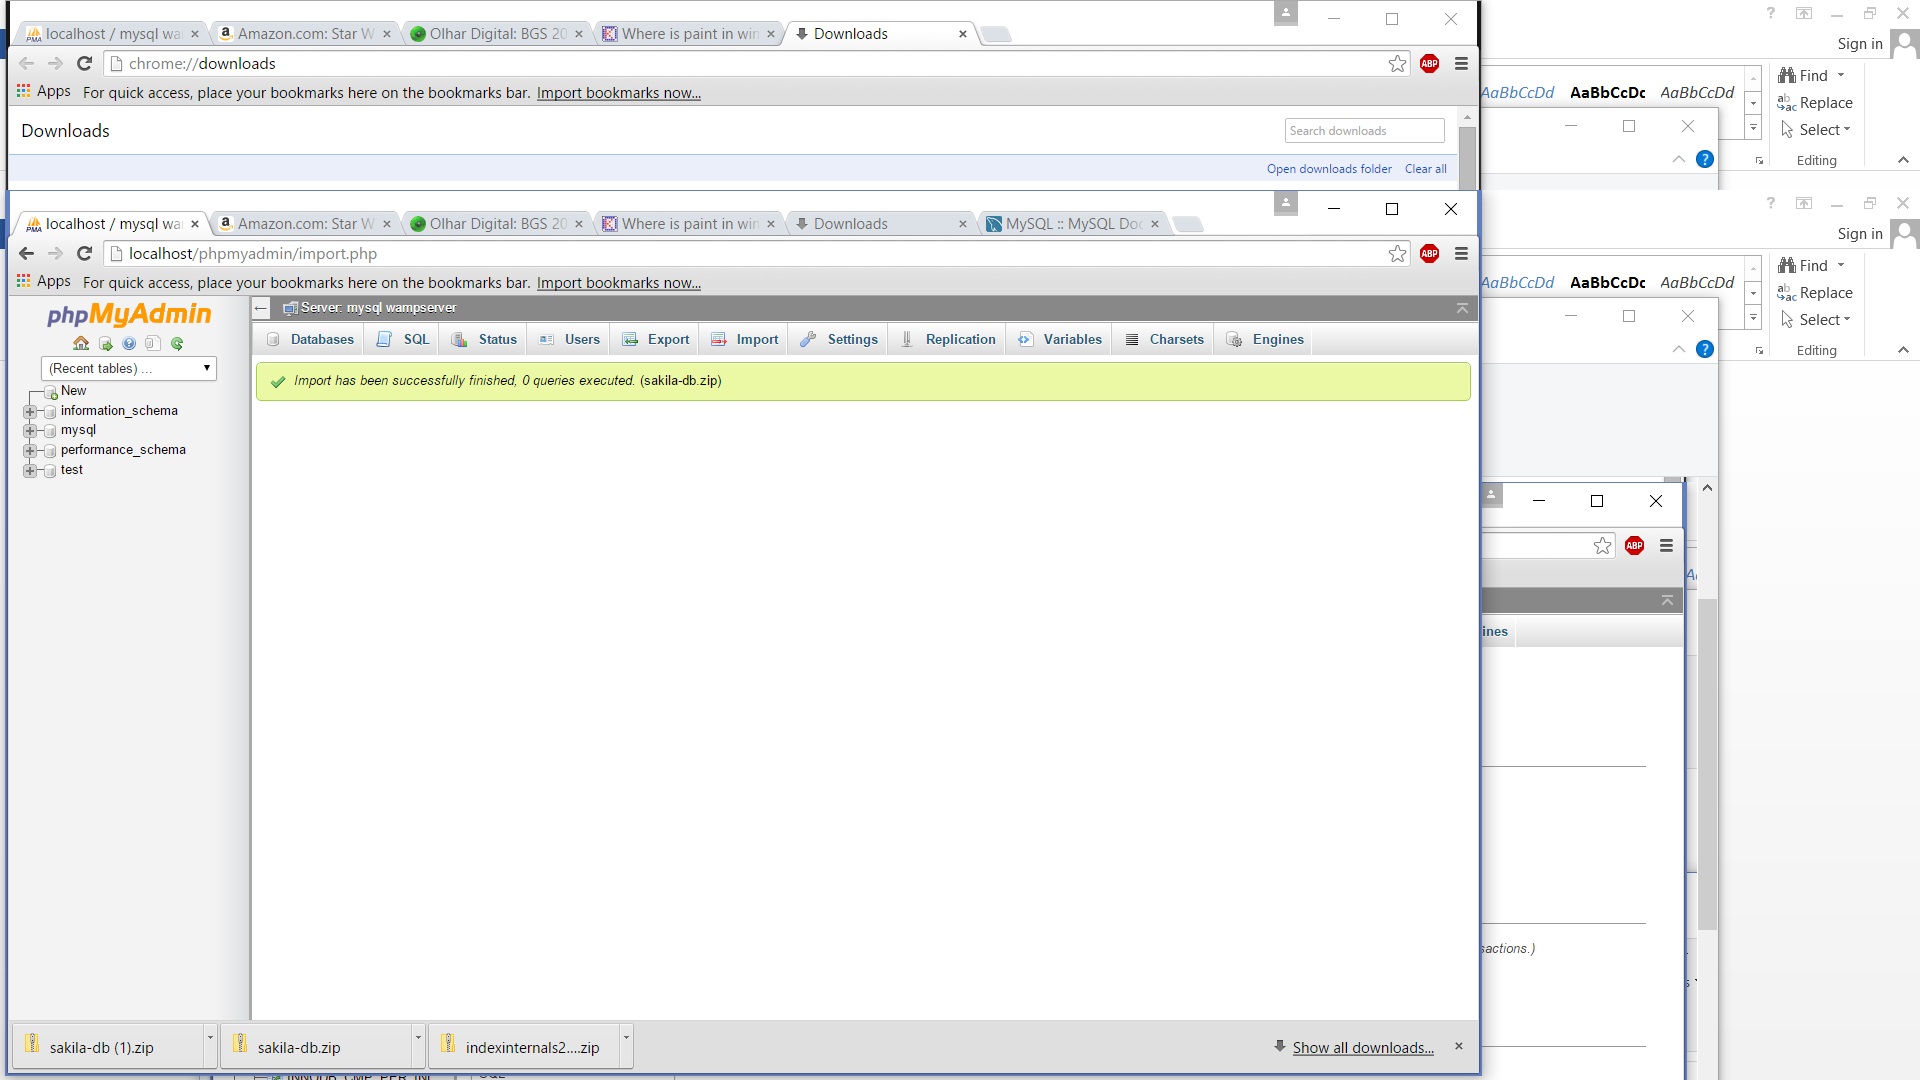 localhost / mysql wa
Amazon.com: Star W
Olhar Digital: BGS 20
Where is paint in win
Downloads
chrome://downloads
ABP
Apps
For quick access, place your bookmarks here on the bookmarks bar. Import bookmarks now...
Downloads
Search downloads
Open downloads folder
Clear all
Sign in
AaBbCcDd AaBbCcDc AaBbCcDd
Find
Replace
Select
Editing
localhost / mysql wa
Amazon.com: Star W
Olhar Digital: BGS 20
Where is paint in win
Downloads
MySQL :: MySQL Doc
localhost/phpmyadmin/import.php
ABP
Apps
For quick access, place your bookmarks here on the bookmarks bar. Import bookmarks now...
Sign in
AaBbCcDd AaBbCcDc AaBbCcDd
Find
Replace
Select
Editing
phpMyAdmin
(Recent tables) ...
New
information_schema
mysql
performance_schema
test
Server: mysql wampserver
Databases
SQL
Status
Users
Export
Import
Settings
Replication
Variables
Charsets
Engines
Import has been successfully finished, 0 queries executed. (sakila-db.zip)
ABP
ines
sactions.)
sakila-db (1).zip
sakila-db.zip
indexinternals2....zip
Show all downloads...